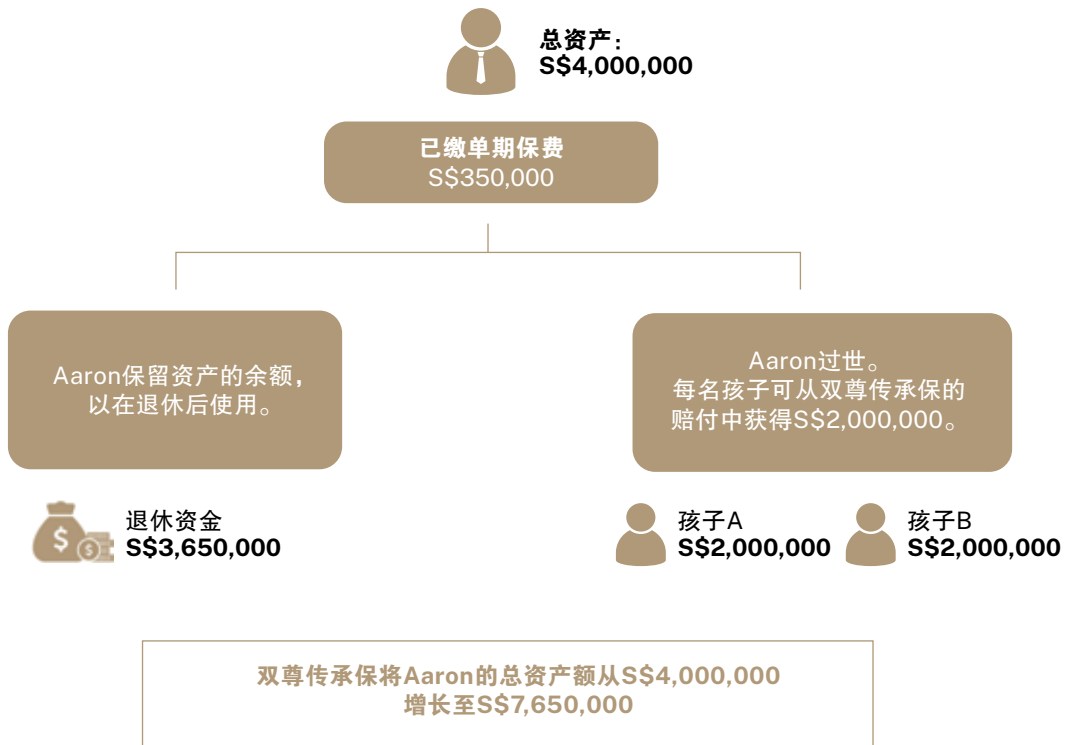 总资产：
S$4,000,000
已缴单期保费
S$350,000
Aaron保留资产的余额，
以在退休后使用。
Aaron过世。
每名孩子可从双尊传承保的
赔付中获得S$2,000,000。
$
$
退休资金
S$3,650,000
孩子A
S$2,000,000
孩子B
S$2,000,000
双尊传承保将Aaron的总资产额从S$4,000,000
增长至S$7,650,000